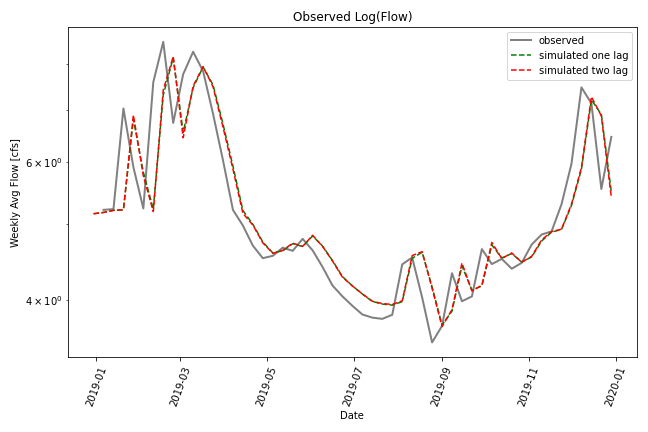 Observed Log(Flow)
observed
simulated one lag
simulated two lag
Weekly Avg Flow [cfs]
6 × 10⁰
4 × 10⁰
2019-01
2019-03
2019-05
2019-07
2019-09
2019-11
2020-01
Date